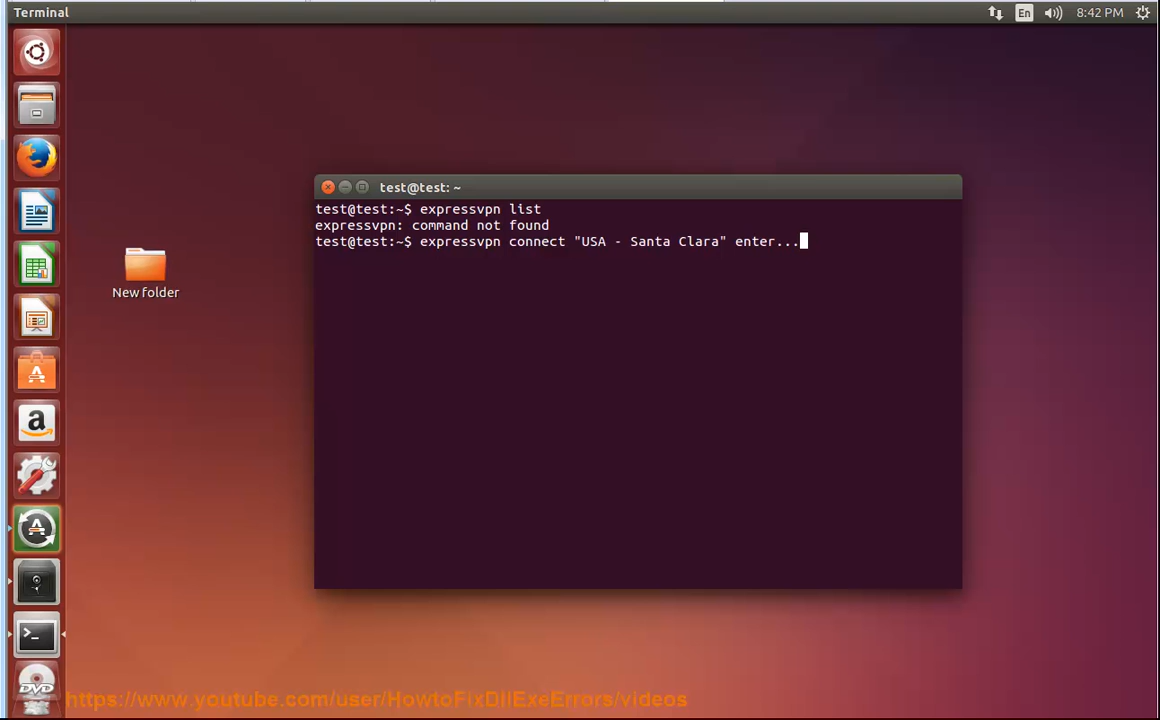 Terminal
En
8:42 PM
test@test: ~
test@test:~$ expressvpn list
expressvpn: command not found
test@test:~$ expressvpn connect "USA - Santa Clara" enter...
New folder
a
>_
DVD
https://www.youtube.com/user/HowtoFixDllExeErrors/videos